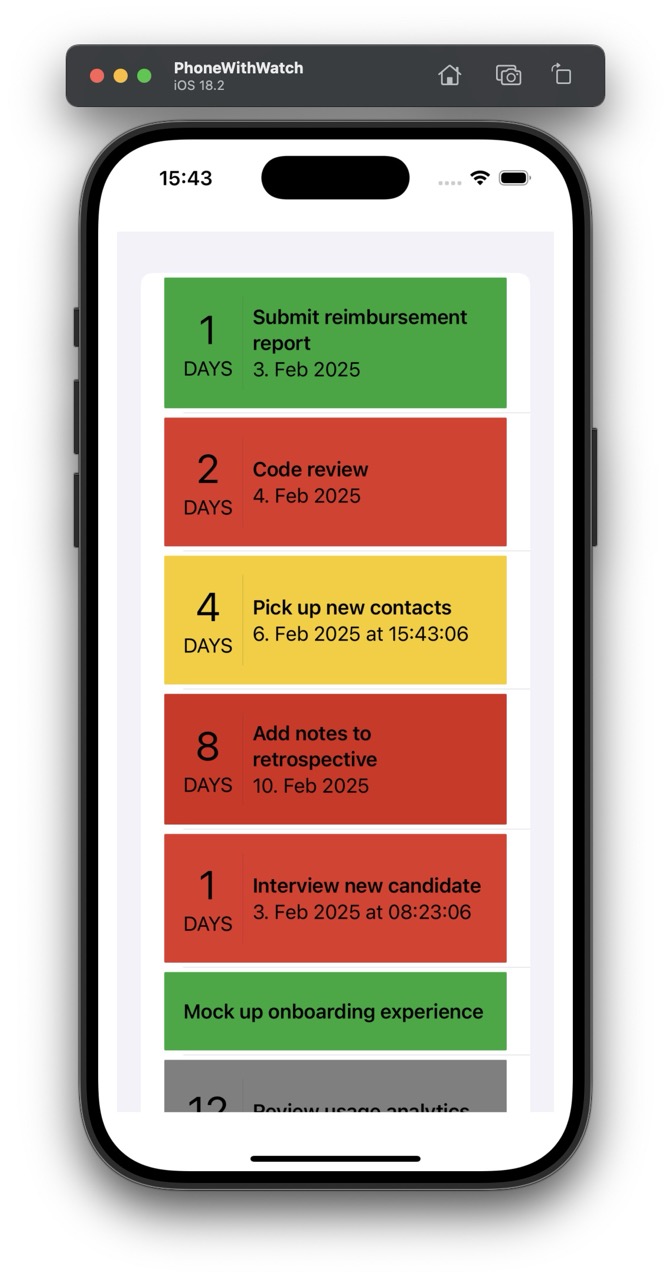 PhoneWithWatch
iOS 18.2
15:43
1
DAYS
Submit reimbursement
report
3. Feb 2025
2
DAYS
Code review
4. Feb 2025
4
DAYS
Pick up new contacts
6. Feb 2025 at 15:43:06
8
DAYS
Add notes to
retrospective
10. Feb 2025
1
DAYS
Interview new candidate
3. Feb 2025 at 08:23:06
Mock up onboarding experience
12
Review usage analytics